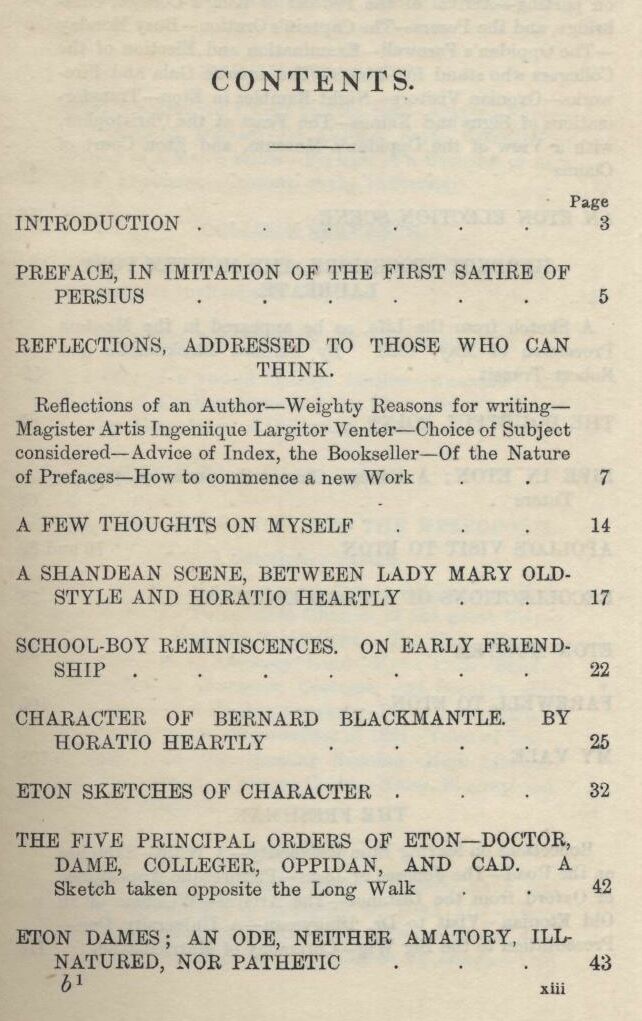 CONTENTS.
Page
INTRODUCTION . . . . . . 3
PREFACE, IN IMITATION OF THE FIRST SATIRE OF
PERSIUS . . . . . . 5
REFLECTIONS, ADDRESSED TO THOSE WHO CAN
THINK.
Reflections of an Author—Weighty Reasons for writing—
Magister Artis Ingeniique Largitor Venter—Choice of Subject
considered—Advice of Index, the Bookseller—Of the Nature
of Prefaces—How to commence a new Work . 7
A FEW THOUGHTS ON MYSELF . . 14
A SHANDEAN SCENE, BETWEEN LADY MARY OLD-
STYLE AND HORATIO HEARTLY . . 17
SCHOOL-BOY REMINISCENCES. ON EARLY FRIEND-
SHIP . . . . . . . 22
CHARACTER OF BERNARD BLACKMANTLE. BY
HORATIO HEARTLY . . . . 25
ETON SKETCHES OF CHARACTER . . . 32
THE FIVE PRINCIPAL ORDERS OF ETON—DOCTOR,
DAME, COLLEGER, OPPIDAN, AND CAD. A
Sketch taken opposite the Long Walk . . 42
ETON DAMES; AN ODE, NEITHER AMATORY, ILL-
NATURED, NOR PATHETIC . . . 43
b1 xiii